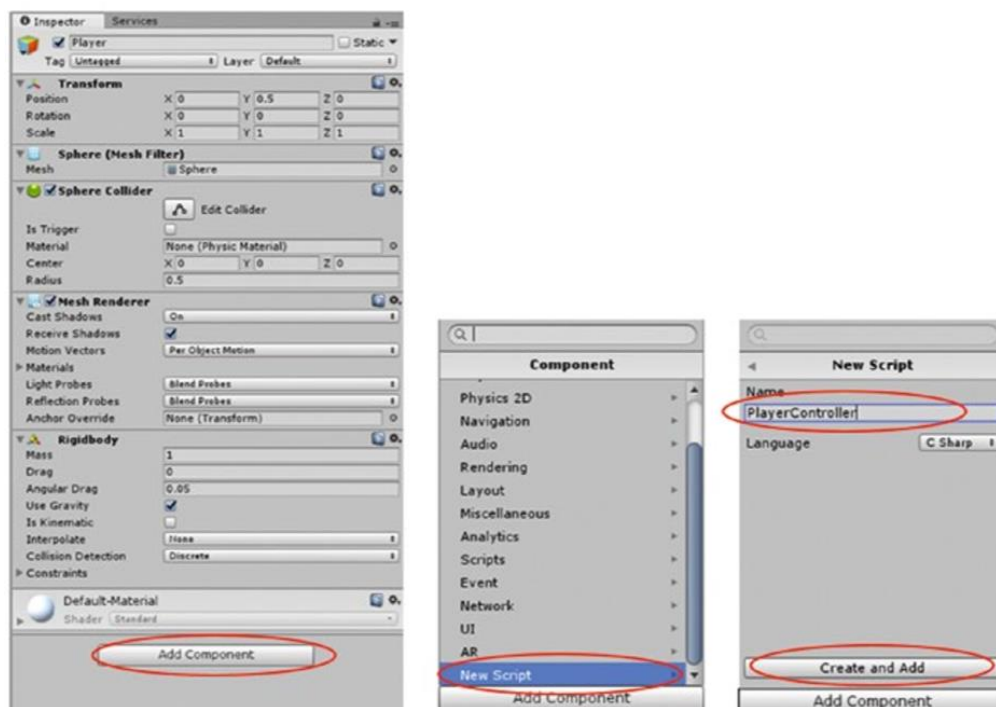 Inspector Services
Player Static
Tag Untagged Layer Default
Transform
Position X 0 Y 0.5 Z 0
Rotation X 0 Y 0 Z 0
Scale X 1 Y 1 Z 1
Sphere (Mesh Filter)
Mesh Sphere
Sphere Collider
Edit Collider
Is Trigger
Material None (Physic Material)
Center X 0 Y 0 Z 0
Radius 0.5
Mesh Renderer
Cast Shadows On
Receive Shadows
Motion Vectors Per Object Motion
Materials
Light Probes Blend Probes
Reflection Probes Blend Probes
Anchor Override None (Transform)
Rigidbody
Mass 1
Drag 0
Angular Drag 0.05
Use Gravity
Is Kinematic
Interpolate None
Collision Detection Discrete
Constraints
Default-Material
Shader Standard
Add Component
Component
Physics 2D
Navigation
Audio
Rendering
Layout
Miscellaneous
Analytics
Scripts
Event
Network
UI
AR
New Script
Add Component
New Script
Name
PlayerController
Language C Sharp
Create and Add
Add Component